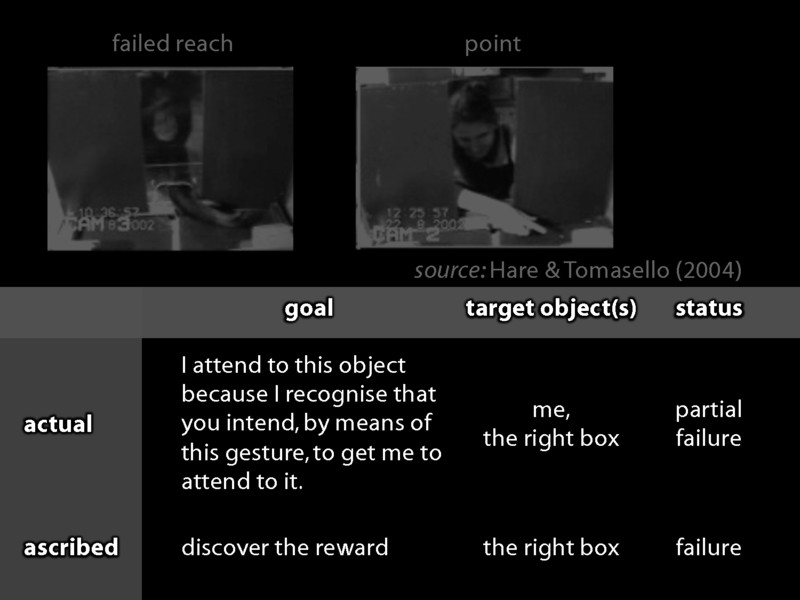 failed reach
point
10 26 57
CAM 3 8 2002
12 25 57
22 8 2002
CAM 2
source: Hare & Tomasello (2004)
goal
target object(s)
status
actual
I attend to this object
because I recognise that
you intend, by means of
this gesture, to get me to
attend to it.
me,
the right box
partial
failure
ascribed
discover the reward
the right box
failure